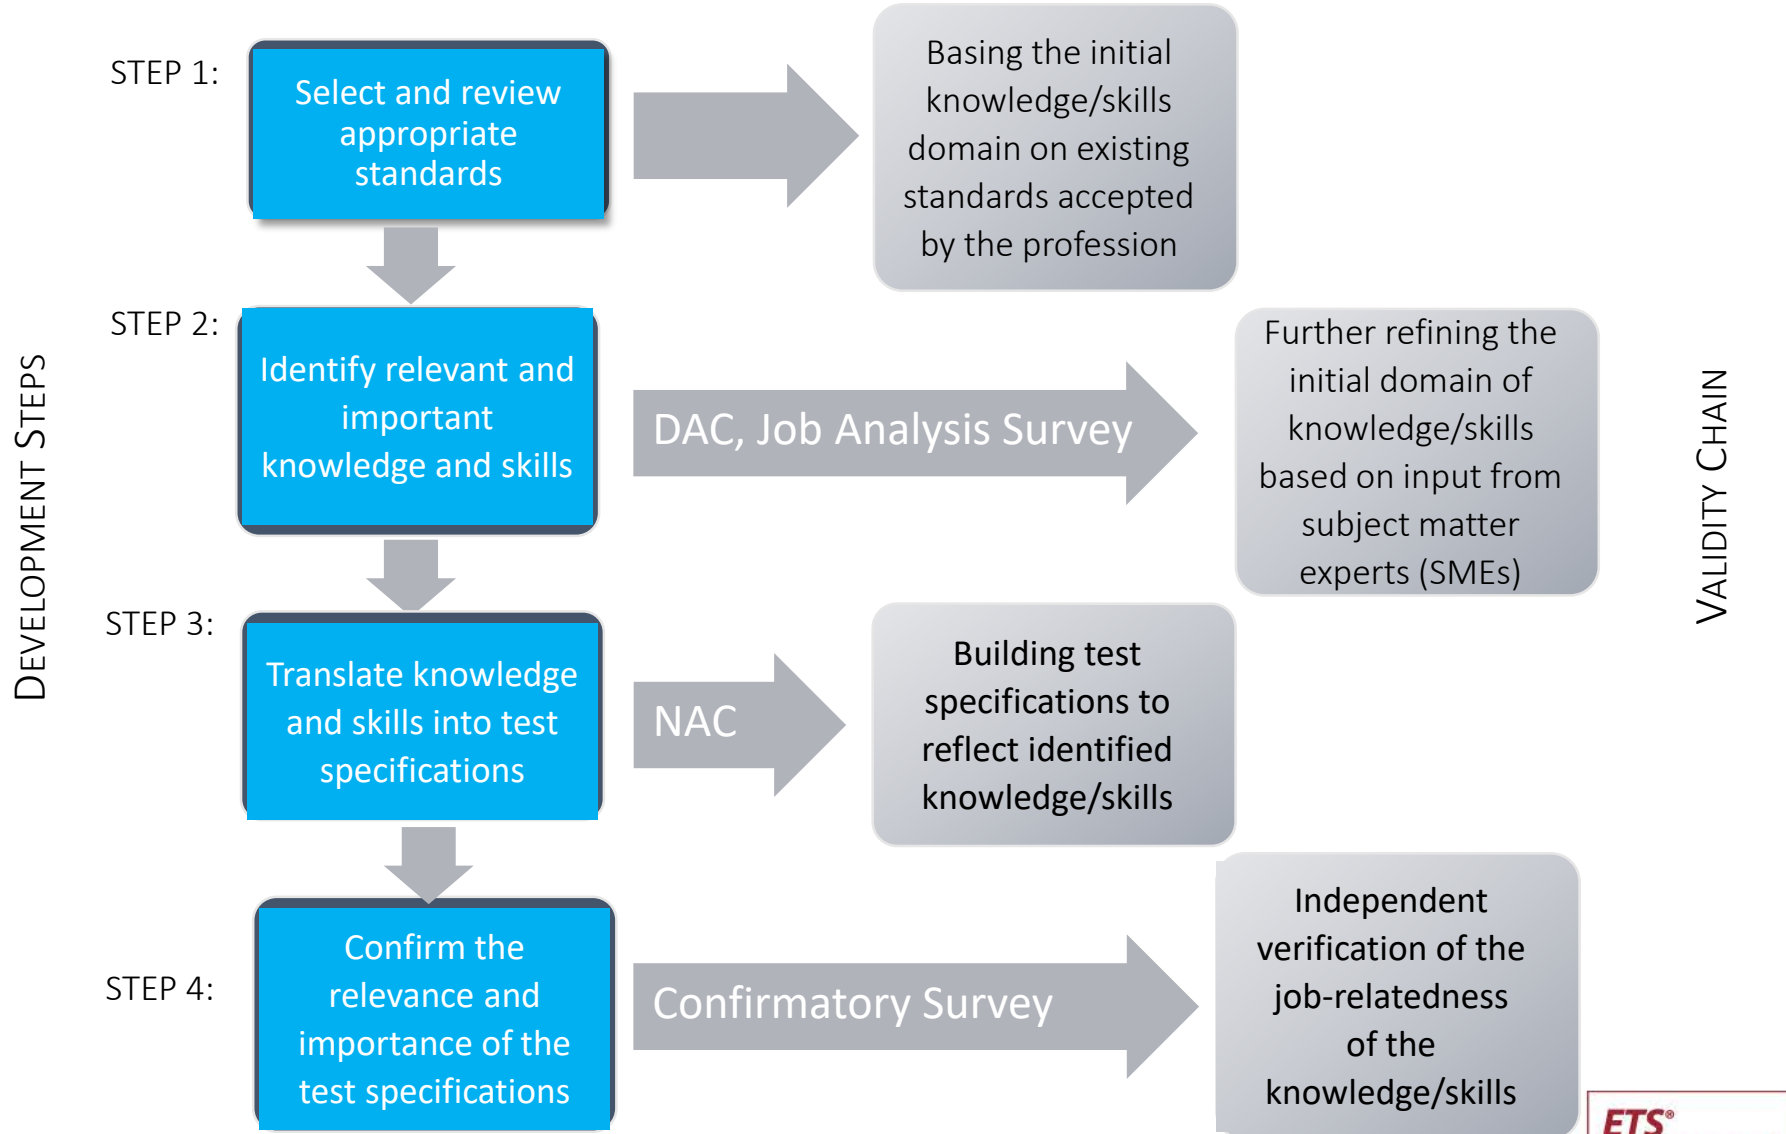 STEP 1:
Select and review
appropriate
standards
Basing the initial
knowledge/skills
domain on existing
standards accepted
by the profession
STEP 2:
Identify relevant and
important
knowledge and skills
DAC, Job Analysis Survey
Further refining the
initial domain of
knowledge/skills
based on input from
subject matter
experts (SMEs)
DEVELOPMENT STEPS
VALIDITY CHAIN
STEP 3:
Translate knowledge
and skills into test
specifications
NAC
Building test
specifications to
reflect identified
knowledge/skills
STEP 4:
Confirm the
relevance and
importance of the
test specifications
Confirmatory Survey
Independent
verification of the
job-relatedness
of the
knowledge/skills
ETS®